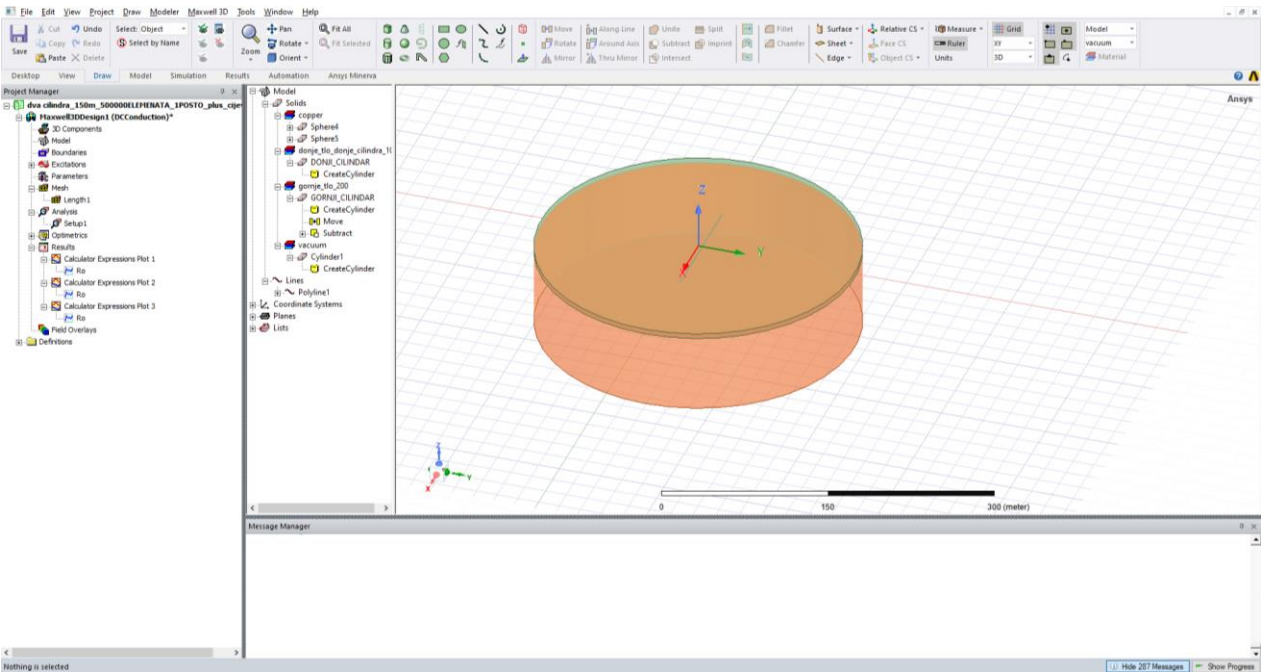 File Edit View Project Draw Modeler Maxwell 3D Tools Window Help
Save
Cut Undo
Copy Redo
Paste Delete
Select: Object
Select by Name
Zoom
Pan
Rotate
Orient
Fit All
Fit Selected
Move Along Line Unite Split Fillet
Rotate Around Axis Subtract Imprint Chamfer
Mirror Thru Mirror Intersect
Surface Relative CS Measure Grid
Sheet Face CS Ruler XY
Edge Object CS Units 3D
Model
vacuum
Material
Desktop View Draw Model Simulation Results Automation Ansys Minerva
Project Manager
dva cilindra_150m_500000ELEMENATA_1POSTO_plus_cije
Maxwell3DDesign1 (DCConduction)*
3D Components
Model
Boundaries
Excitations
Parameters
Mesh
Length1
Analysis
Setup1
Optimetrics
Results
Calculator Expressions Plot 1
Ro
Calculator Expressions Plot 2
Ro
Calculator Expressions Plot 3
Ro
Field Overlays
Definitions
Model
Solids
copper
Sphere4
Sphere5
donje_tlo_donje_cilindra_10
DONJI_CILINDAR
CreateCylinder
gornje_tlo_200
GORNJI_CILINDAR
CreateCylinder
Move
Subtract
vacuum
Cylinder1
CreateCylinder
Lines
Polyline1
Coordinate Systems
Planes
Lists
Ansys
Z
Y
X
Z
Y
X
0 150 300 (meter)
Message Manager
Nothing is selected
Hide 287 Messages Show Progress